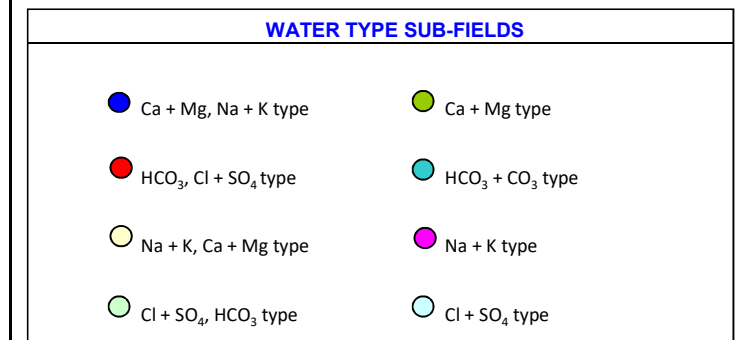 WATER TYPE SUB-FIELDS
Ca + Mg, Na + K type
Ca + Mg type
HCO₃, Cl + SO₄ type
HCO₃ + CO₃ type
Na + K, Ca + Mg type
Na + K type
Cl + SO₄, HCO₃ type
Cl + SO₄ type